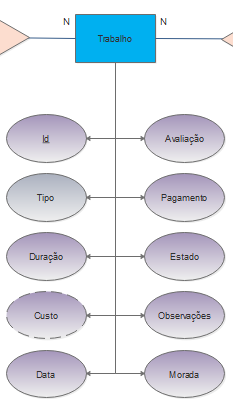 N
N
Trabalho
Id
Avaliação
Tipo
Pagamento
Duração
Estado
Custo
Observações
Data
Morada